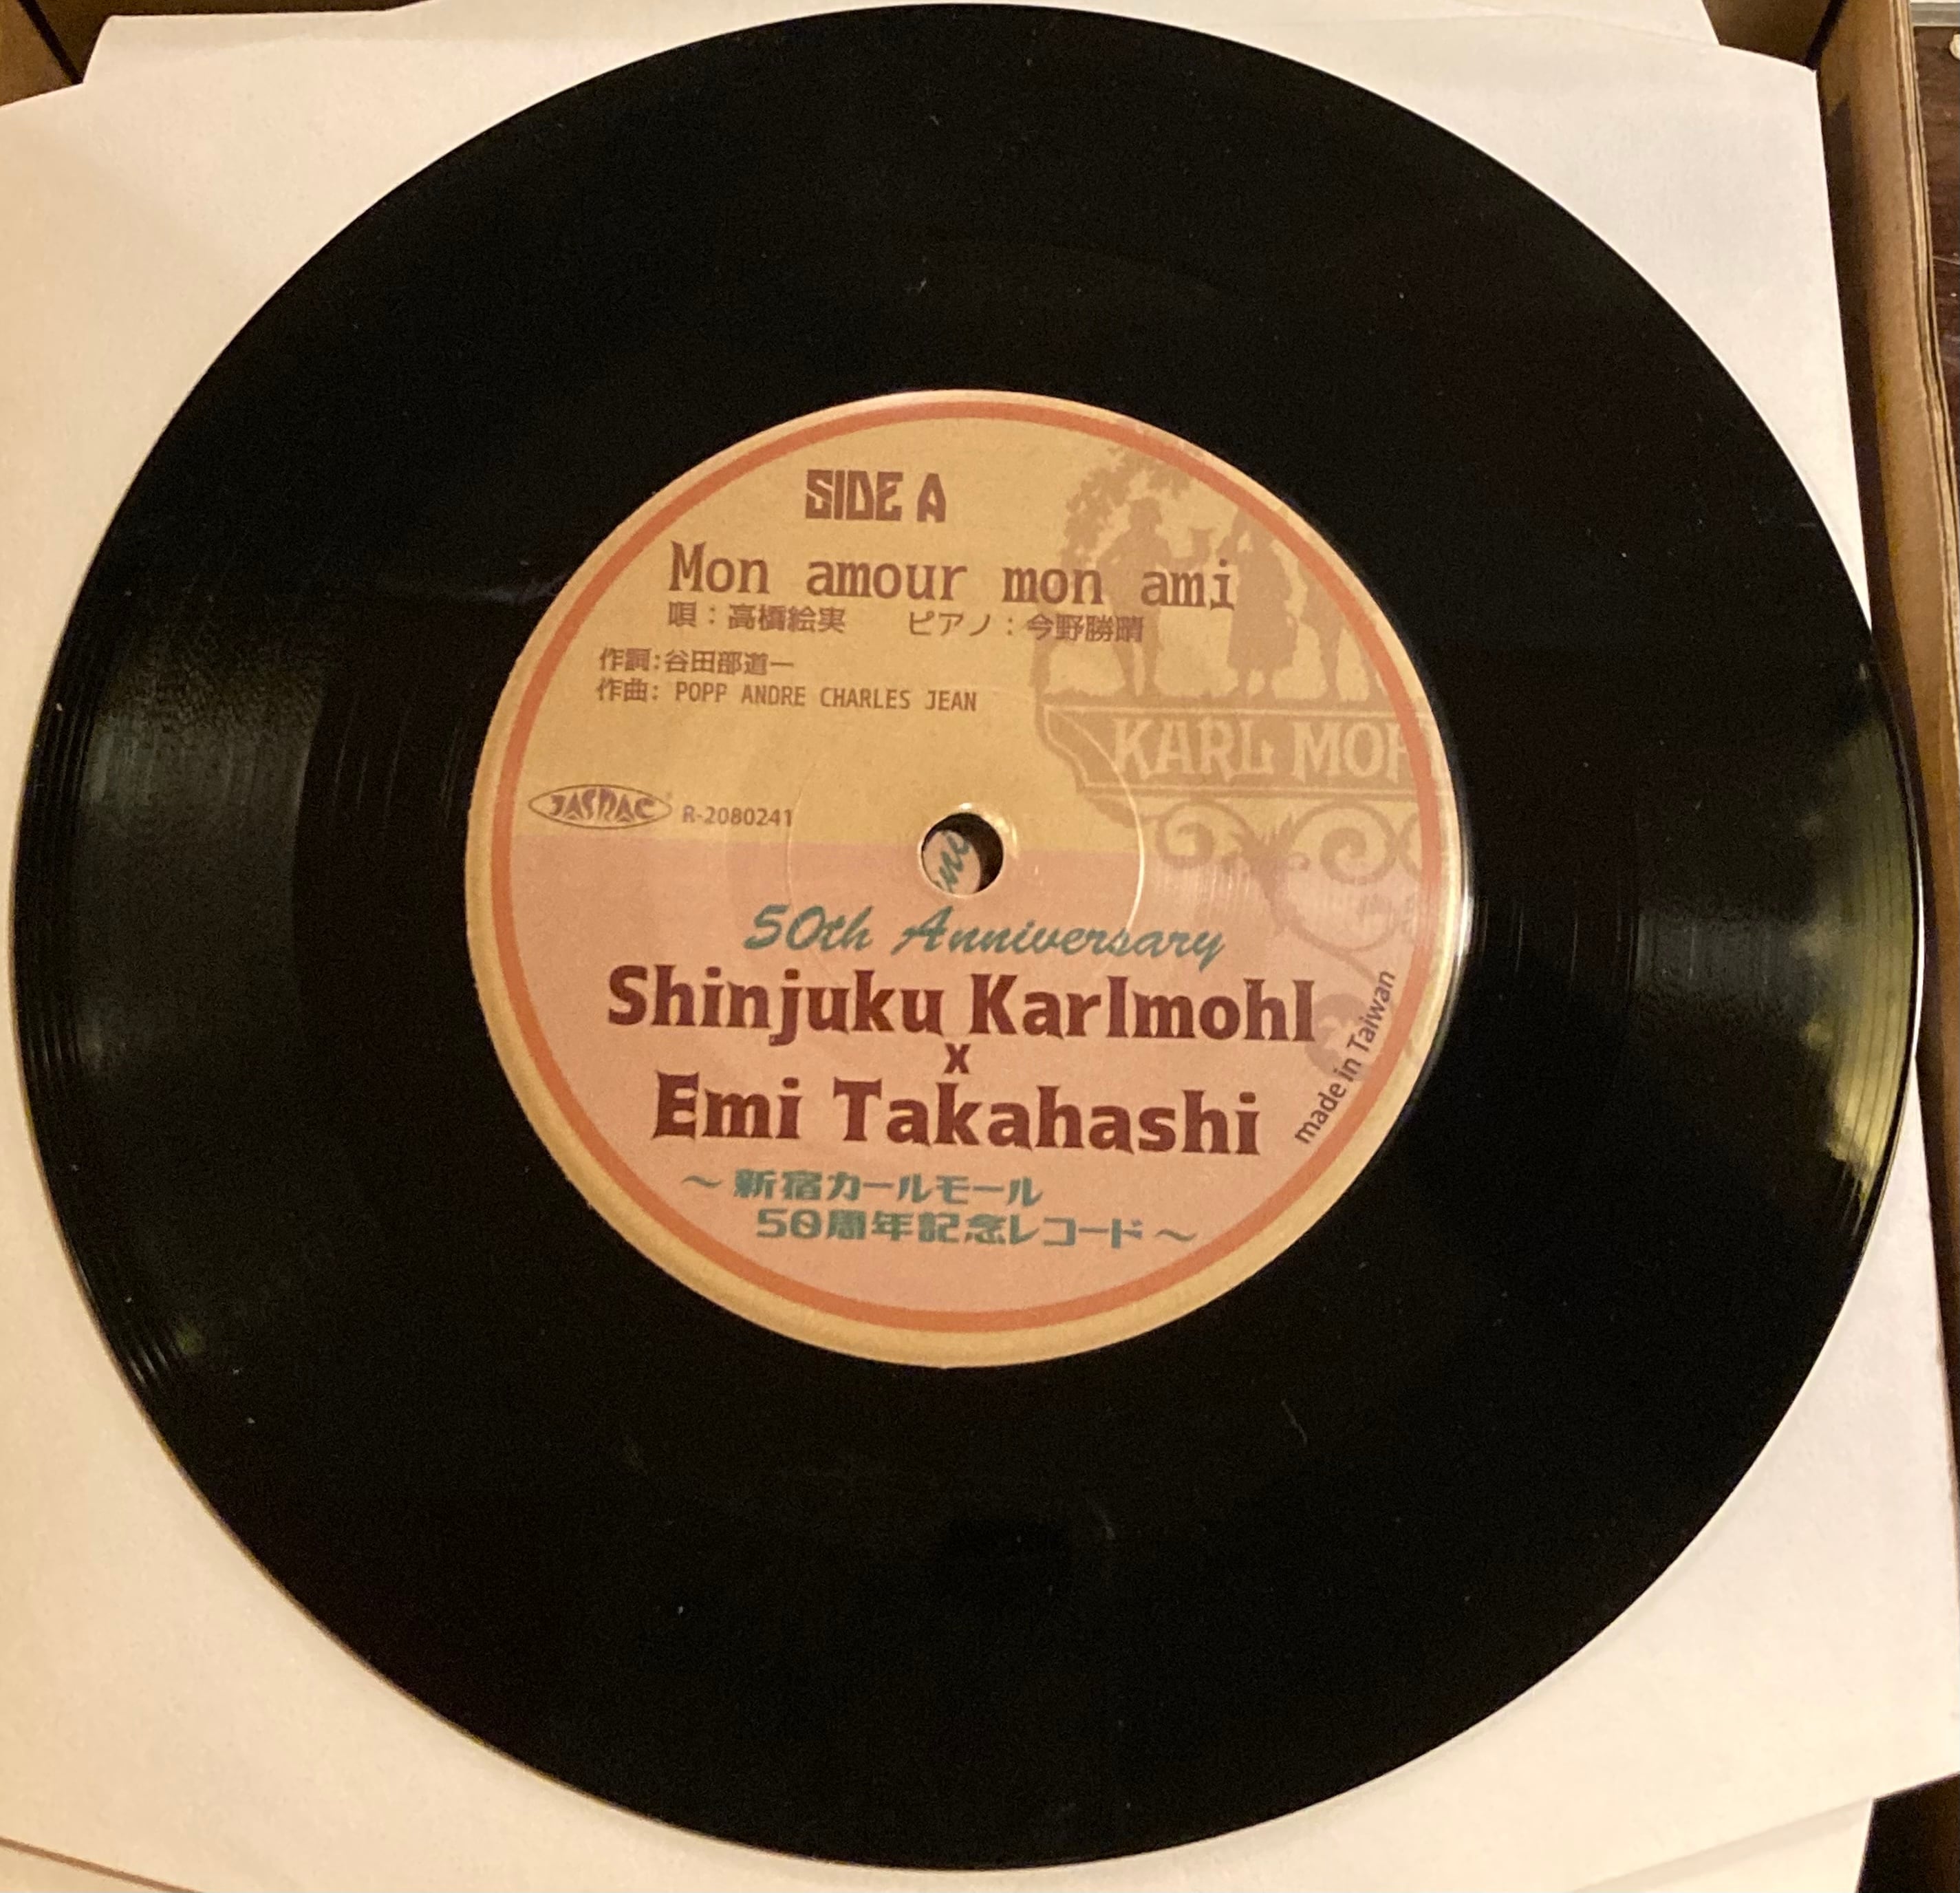 SIDE A
Mon amour mon ami
唄：高橋絵実　ピアノ：今野勝晴
作詞:谷田部道一
作曲: POPP ANDRE CHARLES JEAN
KARL MOH
JASRAC R-2080241
50th Anniversary
Shinjuku Karlmohl
x
Emi Takahashi
made in Taiwan
～新宿カールモール
50周年記念レコード～